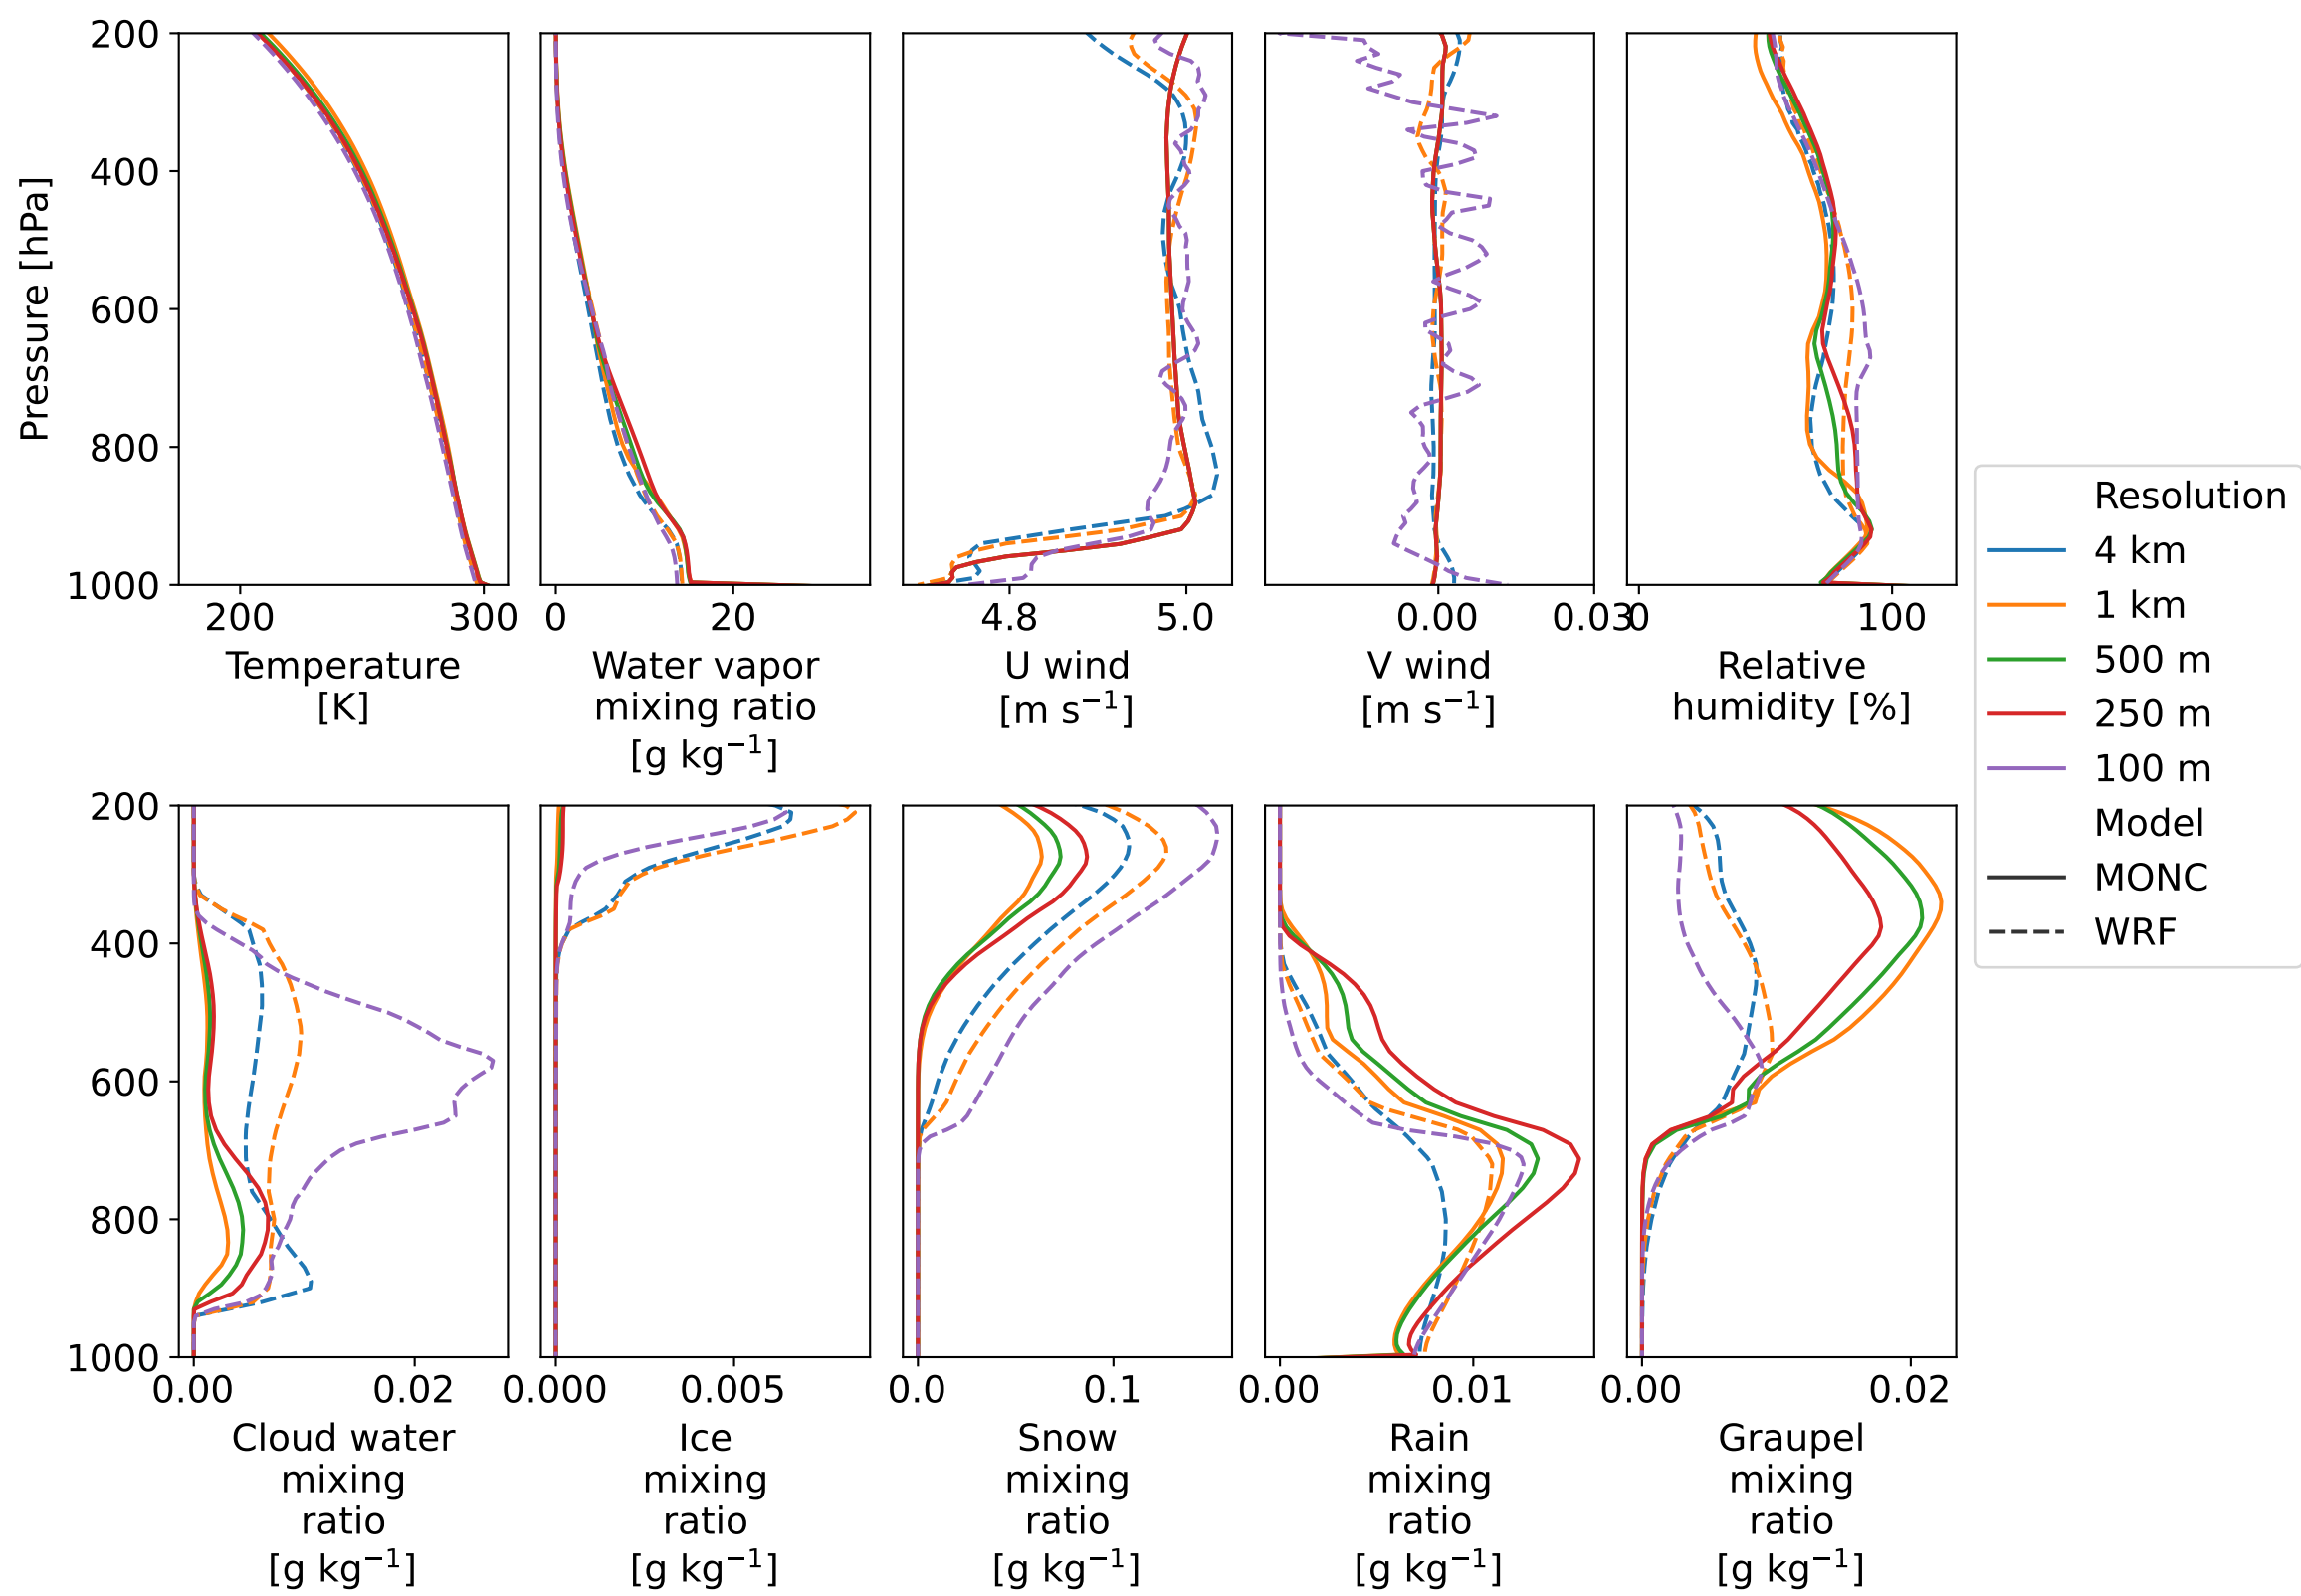 200
400
600
800
1000
Pressure [hPa]
200 300
0 20
4.8 5.0
0.00 0.03
0 100
Temperature
[K]
Water vapor
mixing ratio
[g kg⁻¹]
U wind
[m s⁻¹]
V wind
[m s⁻¹]
Relative
humidity [%]
Resolution
4 km
1 km
500 m
250 m
100 m
Model
MONC
WRF
200
400
600
800
1000
0.00 0.02
0.000 0.005
0.0 0.1
0.00 0.01
0.00 0.02
Cloud water
mixing
ratio
[g kg⁻¹]
Ice
mixing
ratio
[g kg⁻¹]
Snow
mixing
ratio
[g kg⁻¹]
Rain
mixing
ratio
[g kg⁻¹]
Graupel
mixing
ratio
[g kg⁻¹]